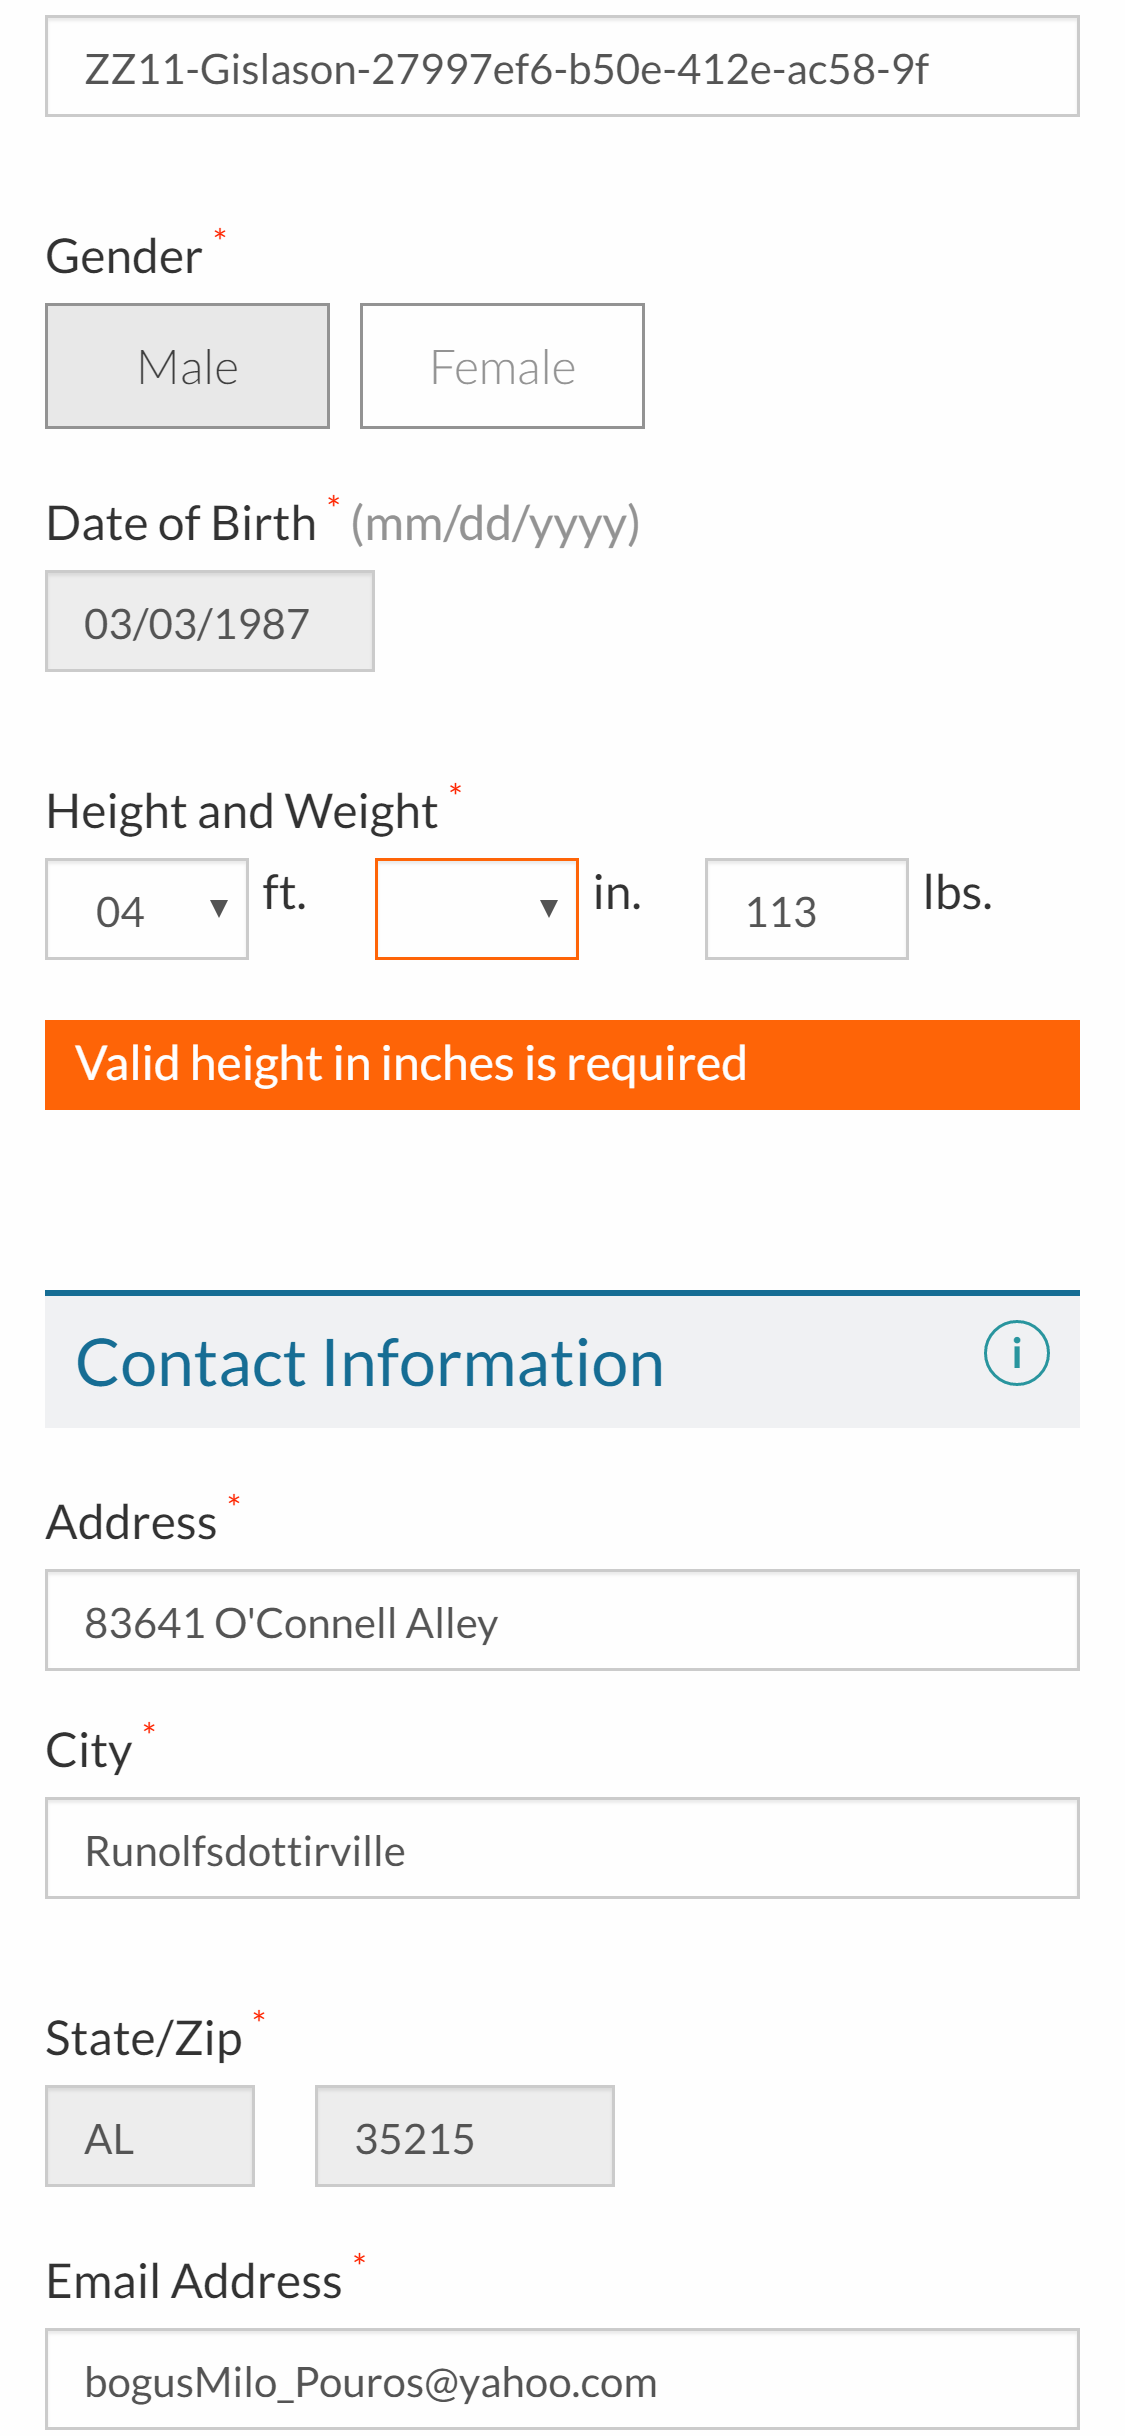 ZZ11-Gislason-27997ef6-b50e-412e-ac58-9f
Gender *
Male Female
Date of Birth * (mm/dd/yyyy)
03/03/1987
Height and Weight *
04 ▼ ft. ▼ in. 113 lbs.
Valid height in inches is required
Contact Information i
Address *
83641 O'Connell Alley
City *
Runolfsdottirville
State/Zip *
AL 35215
Email Address *
bogusMilo_Pouros@yahoo.com